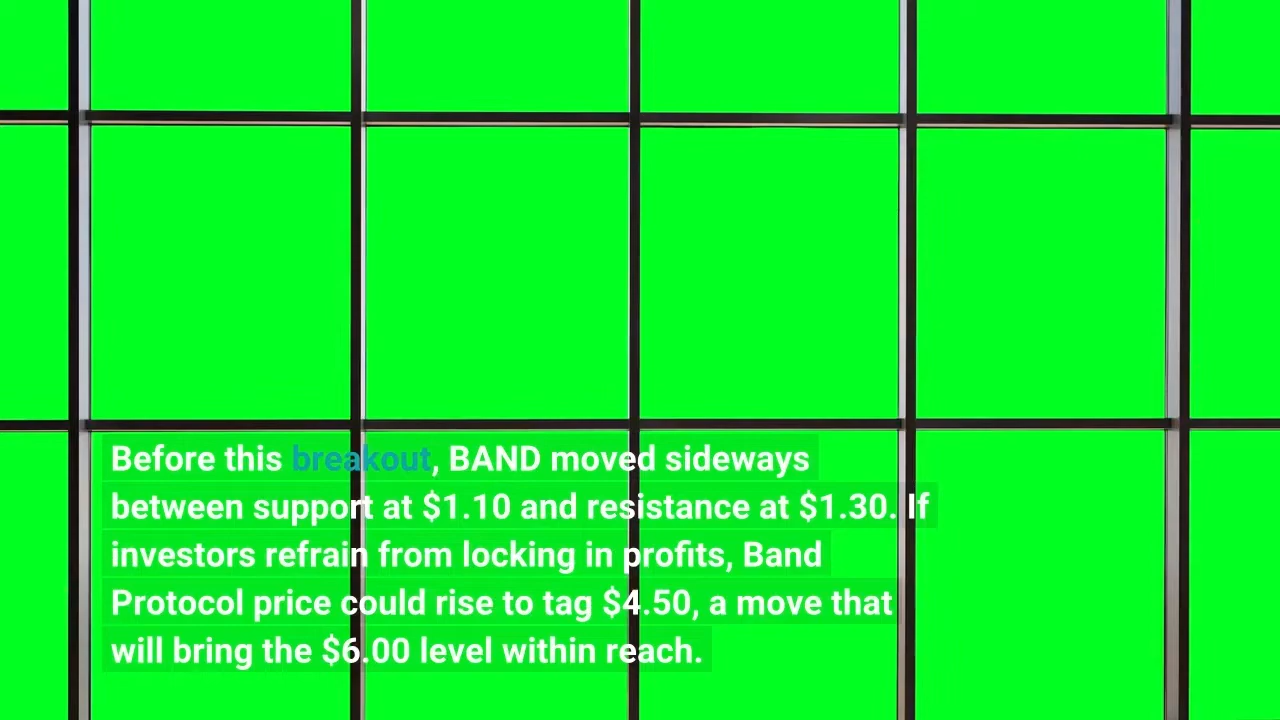 Before this breakout, BAND moved sideways
between support at $1.10 and resistance at $1.30. If
investors refrain from locking in profits, Band
Protocol price could rise to tag $4.50, a move that
will bring the $6.00 level within reach.